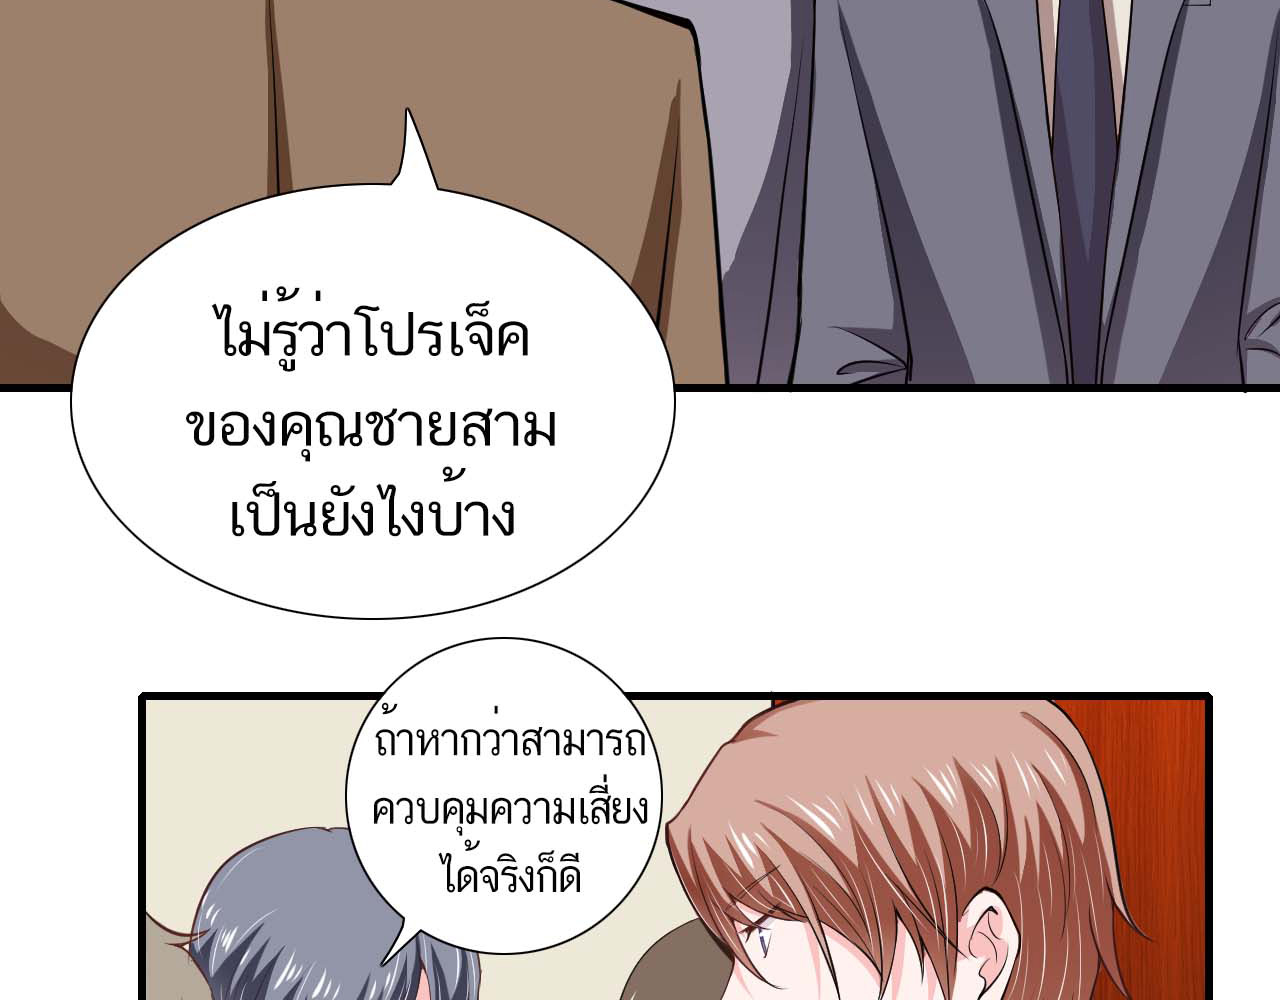 ไม่รู้ว่าโปรเจ็ค
ของคุณชายสาม
เป็นยังไงบ้าง
ถ้าหากว่าสามารถ
ควบคุมความเสี่ยง
ได้จริงก็ดี